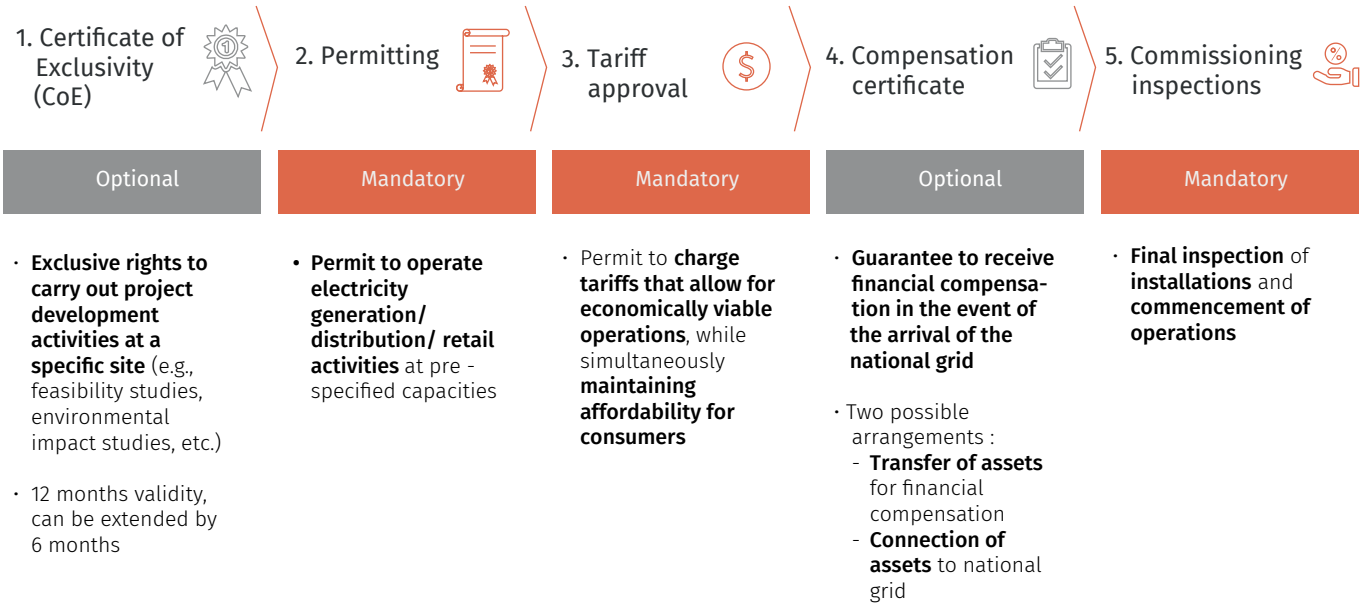 1. Certificate of
Exclusivity
(CoE)
1
2. Permitting
3. Tariff
approval
$
4. Compensation
certificate
5. Commissioning
inspections
%
Optional
Mandatory
Mandatory
Optional
Mandatory
· Exclusive rights to
carry out project
development
activities at a
specific site (e.g.,
feasibility studies,
environmental
impact studies, etc.)
· 12 months validity,
can be extended by
6 months
• Permit to operate
electricity
generation/
distribution/ retail
activities at pre -
specified capacities
· Permit to charge
tariffs that allow for
economically viable
operations, while
simultaneously
maintaining
affordability for
consumers
· Guarantee to receive
financial compensa-
tion in the event of
the arrival of the
national grid
· Two possible
arrangements :
- Transfer of assets
for financial
compensation
- Connection of
assets to national
grid
· Final inspection of
installations and
commencement of
operations